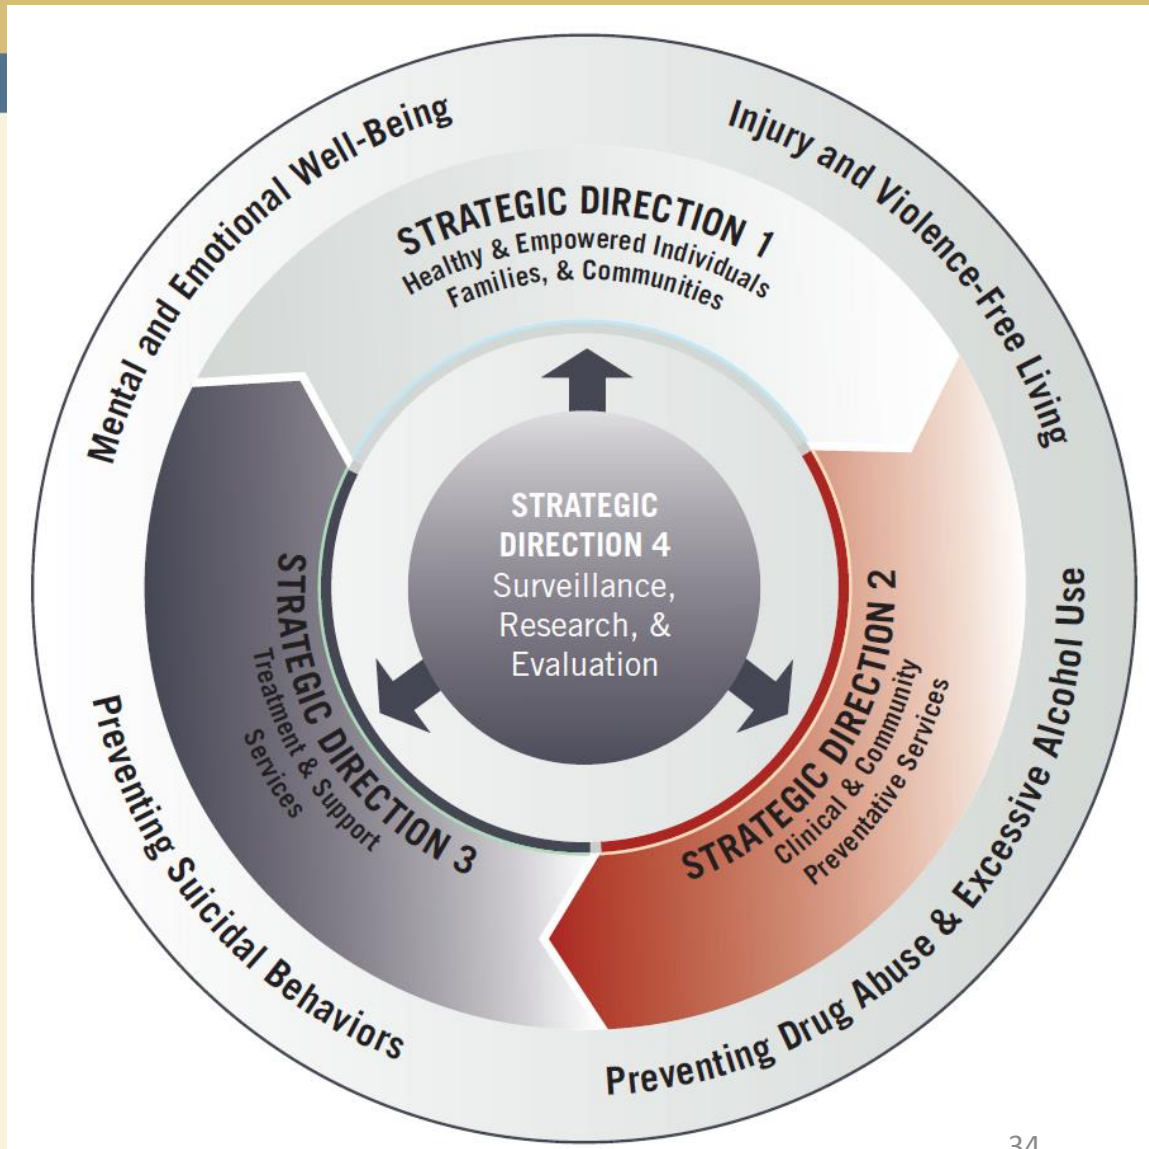 Mental and Emotional Well-Being
Injury and Violence-Free Living
STRATEGIC DIRECTION 1
Healthy & Empowered Individuals
Families, & Communities
STRATEGIC
DIRECTION 4
Surveillance,
Research, &
Evaluation
STRATEGIC DIRECTION 2
Clinical & Community
Preventative Services
STRATEGIC DIRECTION 3
Treatment & Support
Services
Preventing Drug Abuse & Excessive Alcohol Use
Preventing Suicidal Behaviors
34